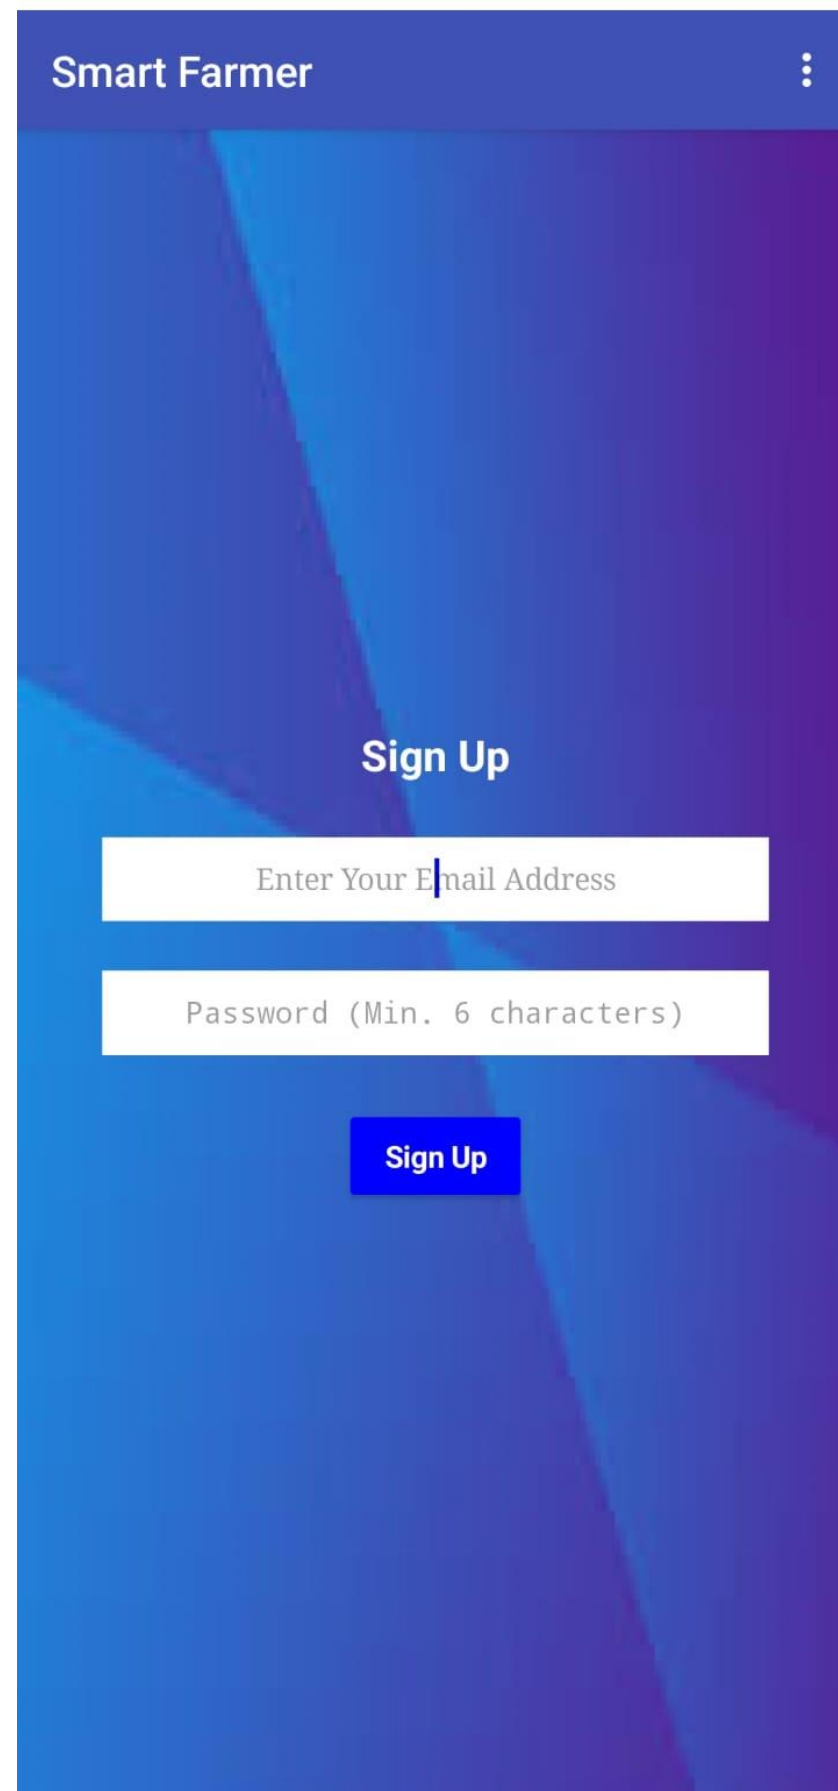 Smart Farmer
Sign Up
Enter Your Email Address
Password (Min. 6 characters)
Sign Up